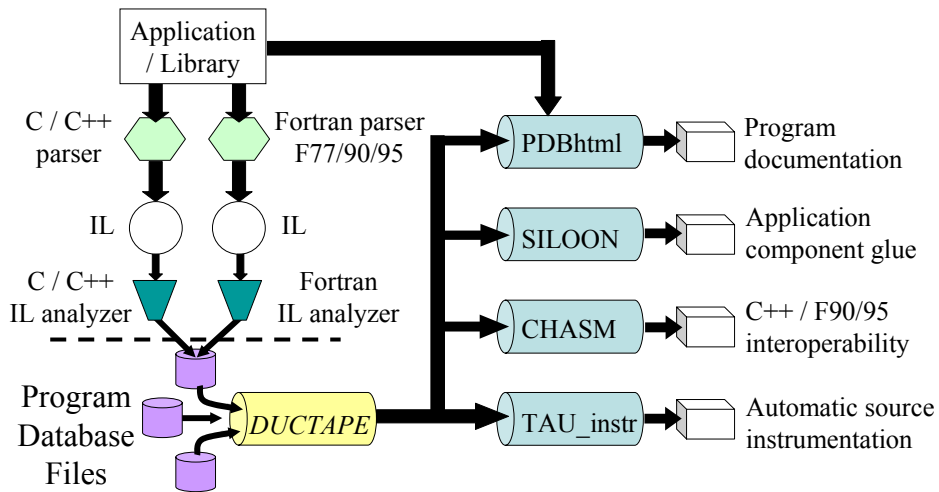 Application
/ Library
C / C++
parser
Fortran parser
F77/90/95
IL
IL
C / C++
IL analyzer
Fortran
IL analyzer
Program
Database
Files
DUCTAPE
PDBhtml
Program
documentation
SILOON
Application
component glue
CHASM
C++ / F90/95
interoperability
TAU_instr
Automatic source
instrumentation